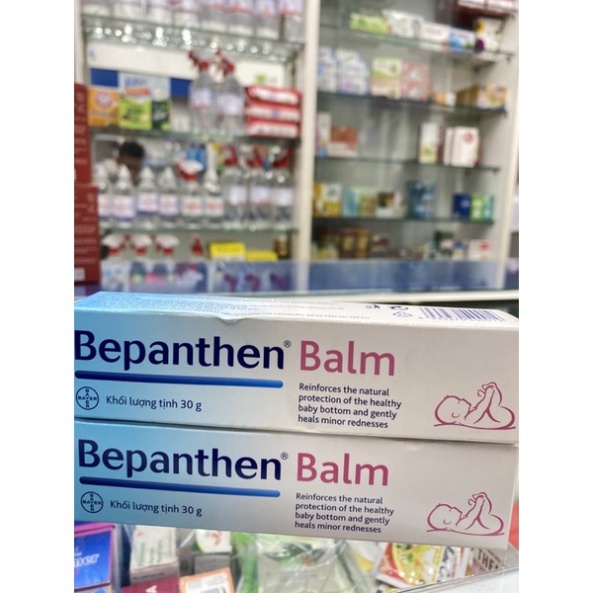 Bepanthen® Balm
Reinforces the natural
protection of the healthy
baby bottom and gently
heals minor rednesses
BAYER
Khối lượng tịnh 30 g
Bepanthen® Balm
Reinforces the natural
protection of the healthy
baby bottom and gently
heals minor rednesses
BAYER
Khối lượng tịnh 30 g